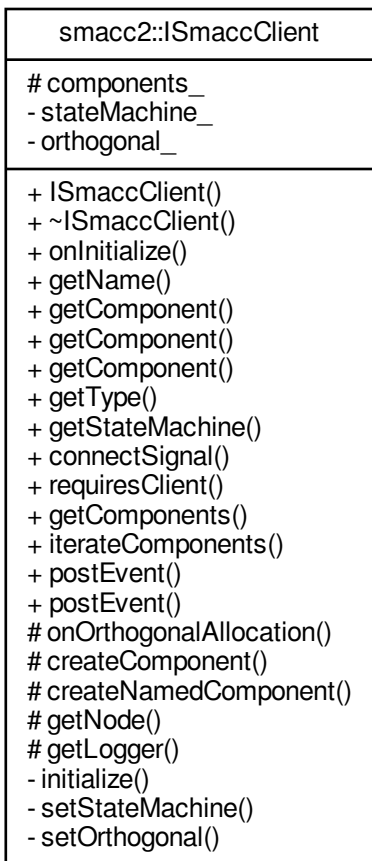 smacc2::ISmaccClient
# components_
- stateMachine_
- orthogonal_
+ ISmaccClient()
+ ~ISmaccClient()
+ onInitialize()
+ getName()
+ getComponent()
+ getComponent()
+ getComponent()
+ getType()
+ getStateMachine()
+ connectSignal()
+ requiresClient()
+ getComponents()
+ iterateComponents()
+ postEvent()
+ postEvent()
# onOrthogonalAllocation()
# createComponent()
# createNamedComponent()
# getNode()
# getLogger()
- initialize()
- setStateMachine()
- setOrthogonal()